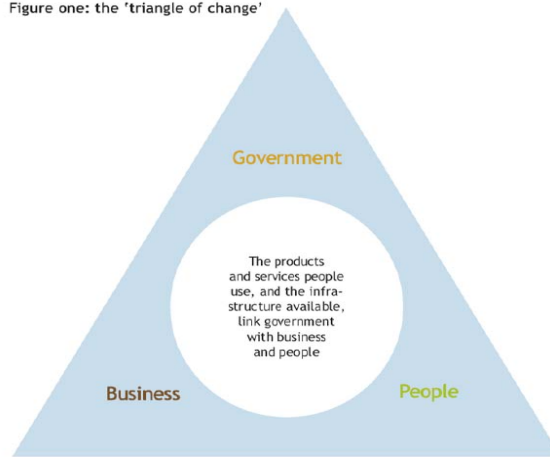 Figure one: the 'triangle of change'
Government
The products
and services people
use, and the infra-
structure available,
link government
with business
and people
Business
People